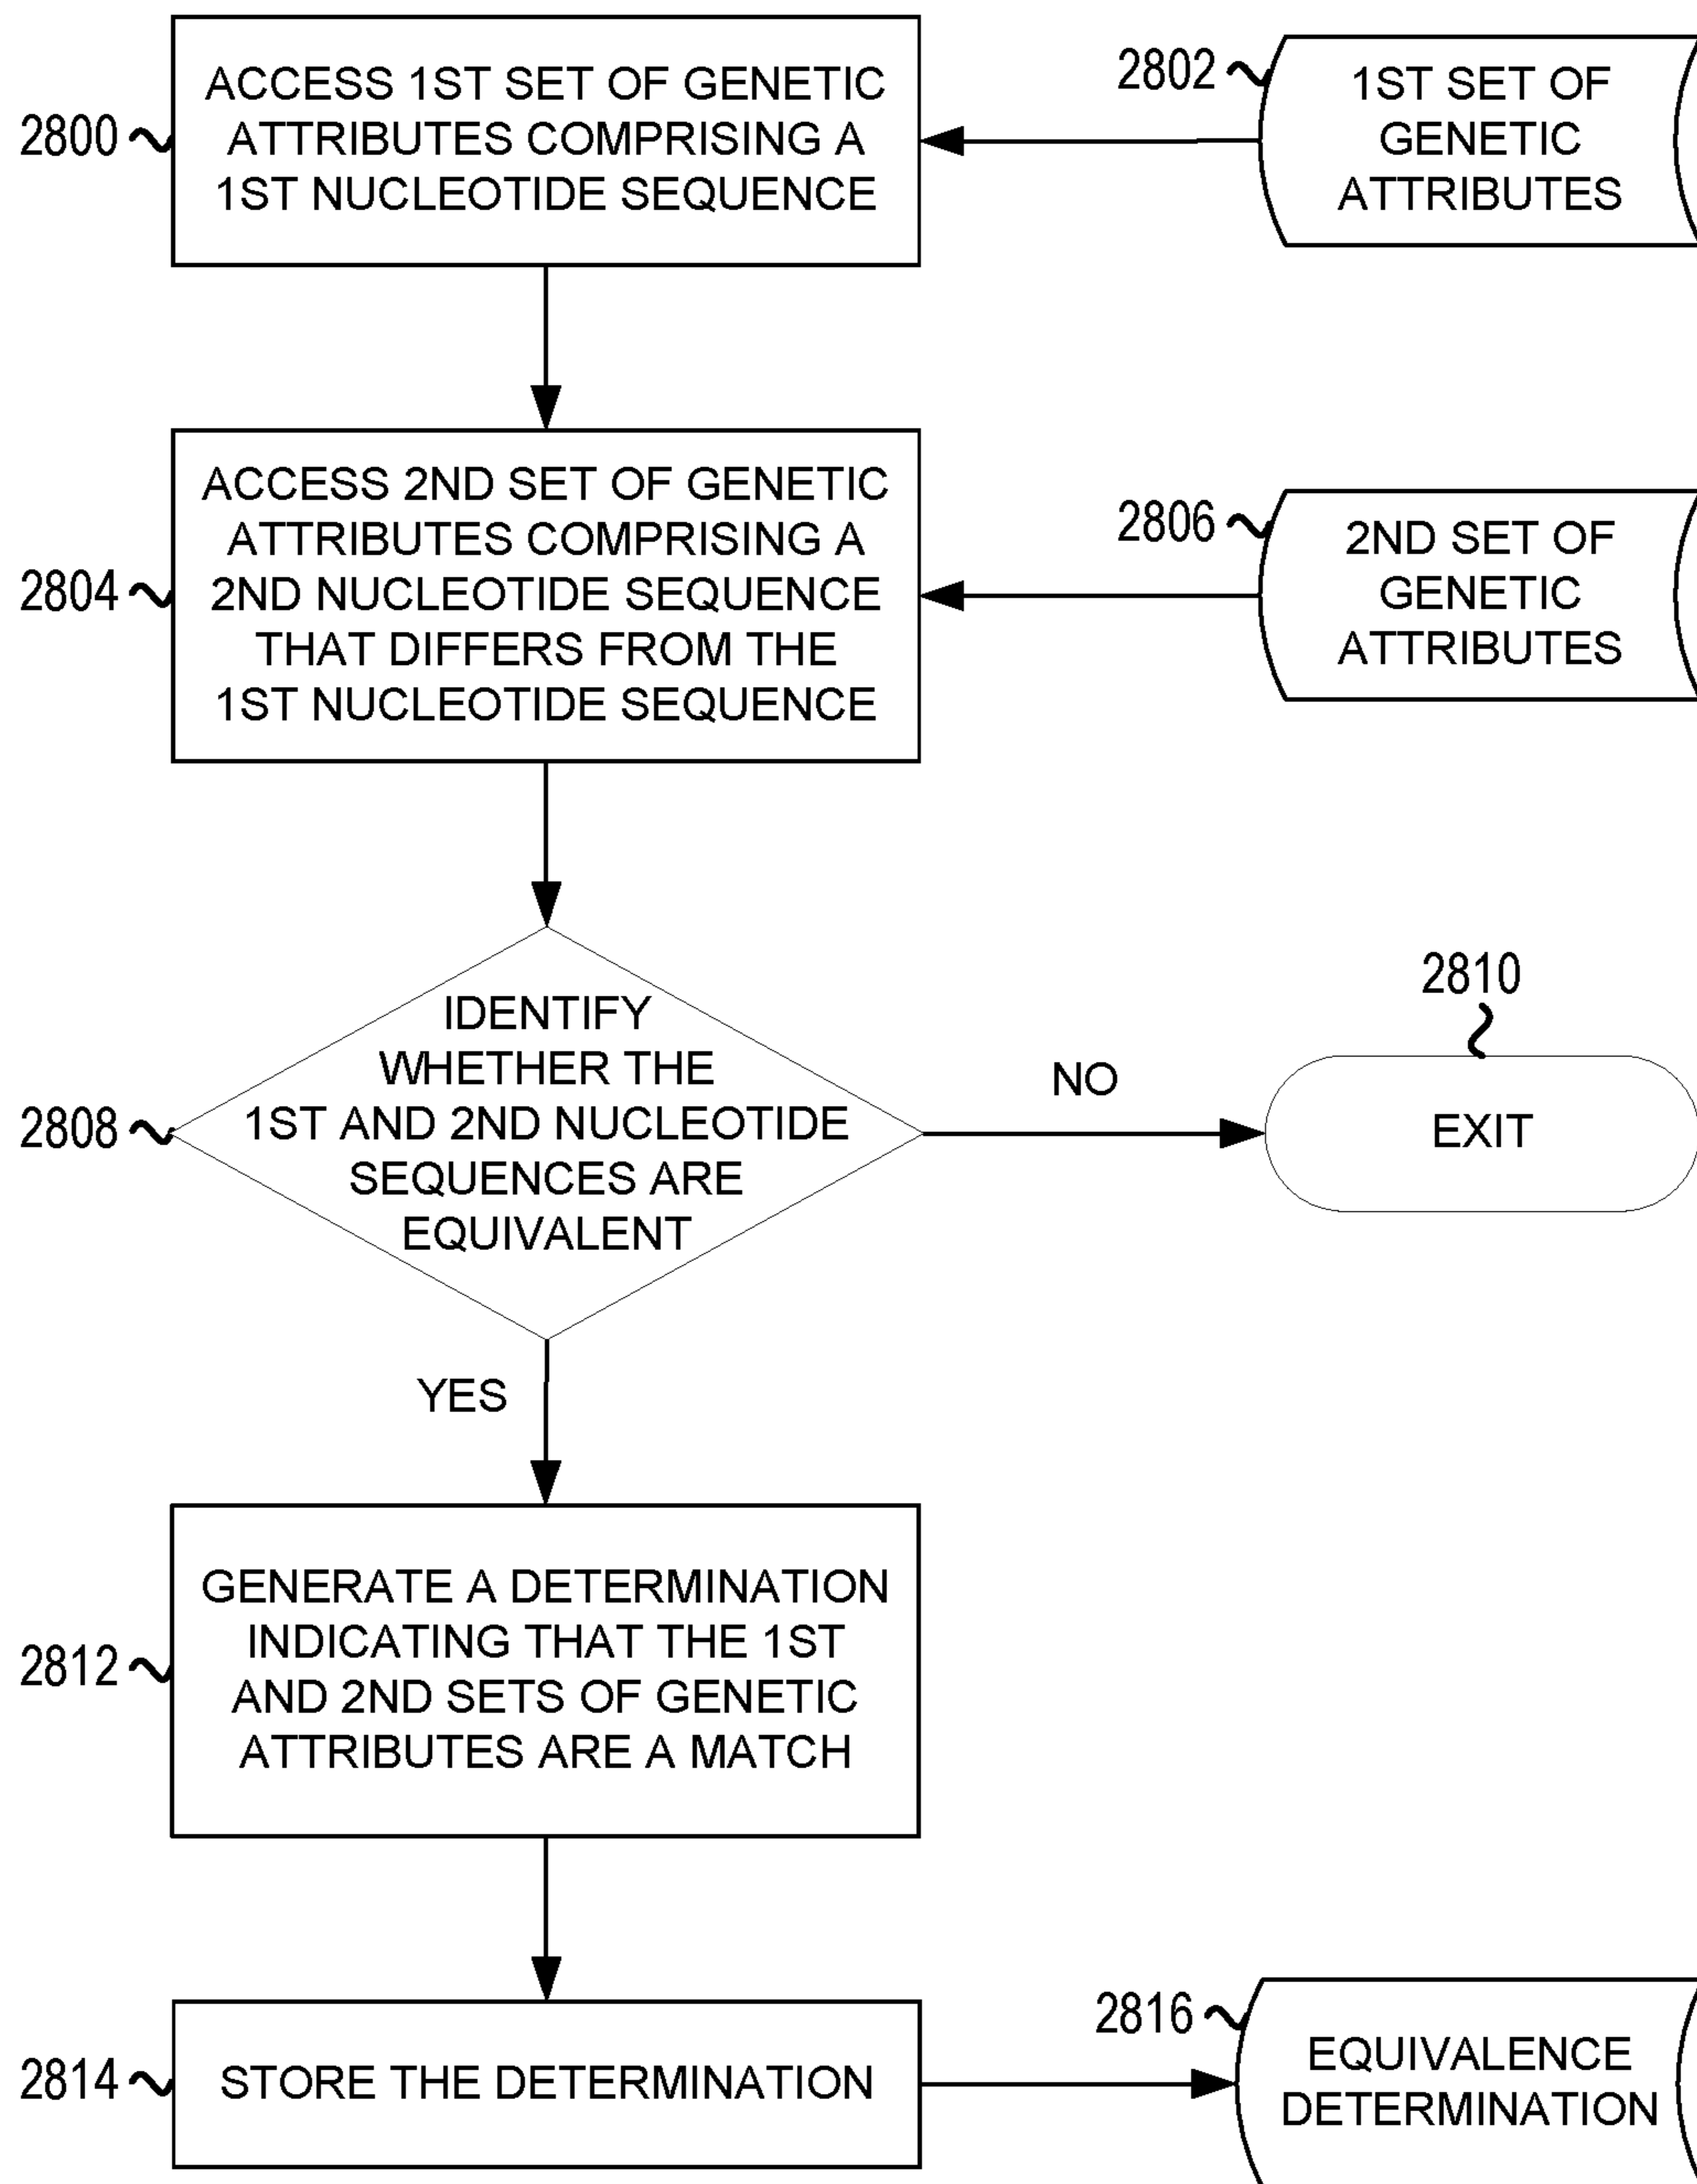 2800
ACCESS 1ST SET OF GENETIC
ATTRIBUTES COMPRISING A
1ST NUCLEOTIDE SEQUENCE
2802
1ST SET OF
GENETIC
ATTRIBUTES
2804
ACCESS 2ND SET OF GENETIC
ATTRIBUTES COMPRISING A
2ND NUCLEOTIDE SEQUENCE
THAT DIFFERS FROM THE
1ST NUCLEOTIDE SEQUENCE
2806
2ND SET OF
GENETIC
ATTRIBUTES
2808
IDENTIFY
WHETHER THE
1ST AND 2ND NUCLEOTIDE
SEQUENCES ARE
EQUIVALENT
NO
2810
EXIT
YES
2812
GENERATE A DETERMINATION
INDICATING THAT THE 1ST
AND 2ND SETS OF GENETIC
ATTRIBUTES ARE A MATCH
2814
STORE THE DETERMINATION
2816
EQUIVALENCE
DETERMINATION